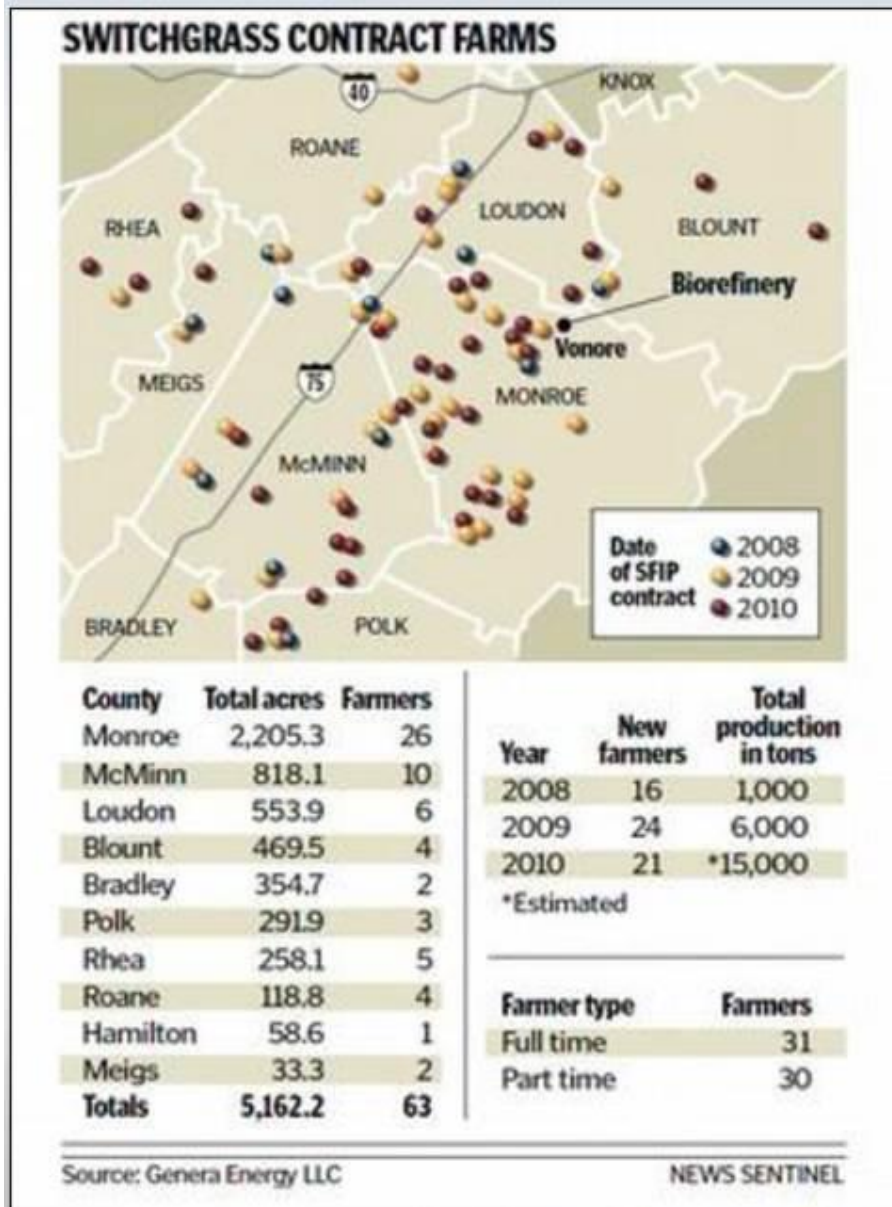 SWITCHGRASS CONTRACT FARMS
40
KNOX
ROANE
LOUDON
RHEA
BLOUNT
Biorefinery
Vonore
MEIGS
75
MONROE
McMINN
Date
of SFIP
contract
2008
2009
2010
BRADLEY
POLK
County Total acres Farmers
Monroe 2,205.3 26
McMinn 818.1 10
Loudon 553.9 6
Blount 469.5 4
Bradley 354.7 2
Polk 291.9 3
Rhea 258.1 5
Roane 118.8 4
Hamilton 58.6 1
Meigs 33.3 2
Totals 5,162.2 63
Year New farmers Total production in tons
2008 16 1,000
2009 24 6,000
2010 21 *15,000
*Estimated
Farmer type Farmers
Full time 31
Part time 30
Source: Genera Energy LLC
NEWS SENTINEL